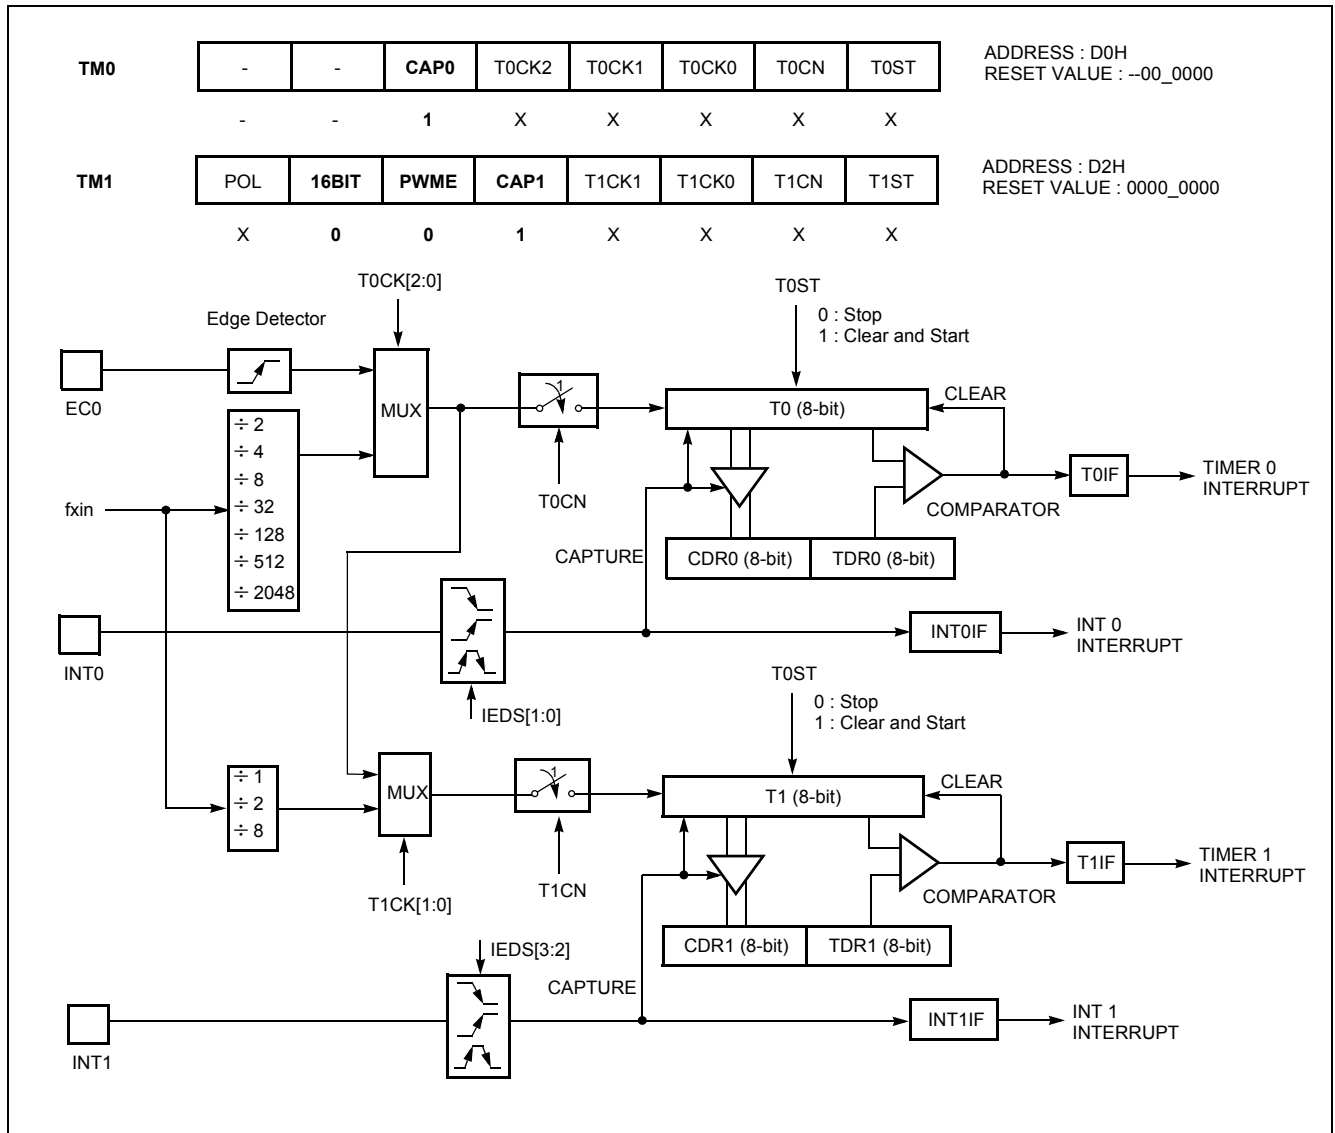 TM0 - - CAP0 T0CK2 T0CK1 T0CK0 T0CN T0ST
ADDRESS : D0H
RESET VALUE : --00_0000
- - 1 X X X X X
TM1 POL 16BIT PWME CAP1 T1CK1 T1CK0 T1CN T1ST
ADDRESS : D2H
RESET VALUE : 0000_0000
X 0 0 1 X X X X
T0CK[2:0]
T0ST
0 : Stop
1 : Clear and Start
Edge Detector
EC0
MUX
1
T0CN
T0 (8-bit)
CLEAR
÷ 2
÷ 4
÷ 8
÷ 32
÷ 128
÷ 512
÷ 2048
fxin
COMPARATOR
T0IF
TIMER 0
INTERRUPT
CAPTURE
CDR0 (8-bit)
TDR0 (8-bit)
INT0
IEDS[1:0]
INT0IF
INT 0
INTERRUPT
T0ST
0 : Stop
1 : Clear and Start
÷ 1
÷ 2
÷ 8
MUX
1
T1CK[1:0]
T1CN
T1 (8-bit)
CLEAR
COMPARATOR
T1IF
TIMER 1
INTERRUPT
CDR1 (8-bit)
TDR1 (8-bit)
IEDS[3:2]
CAPTURE
INT1
INT1IF
INT 1
INTERRUPT